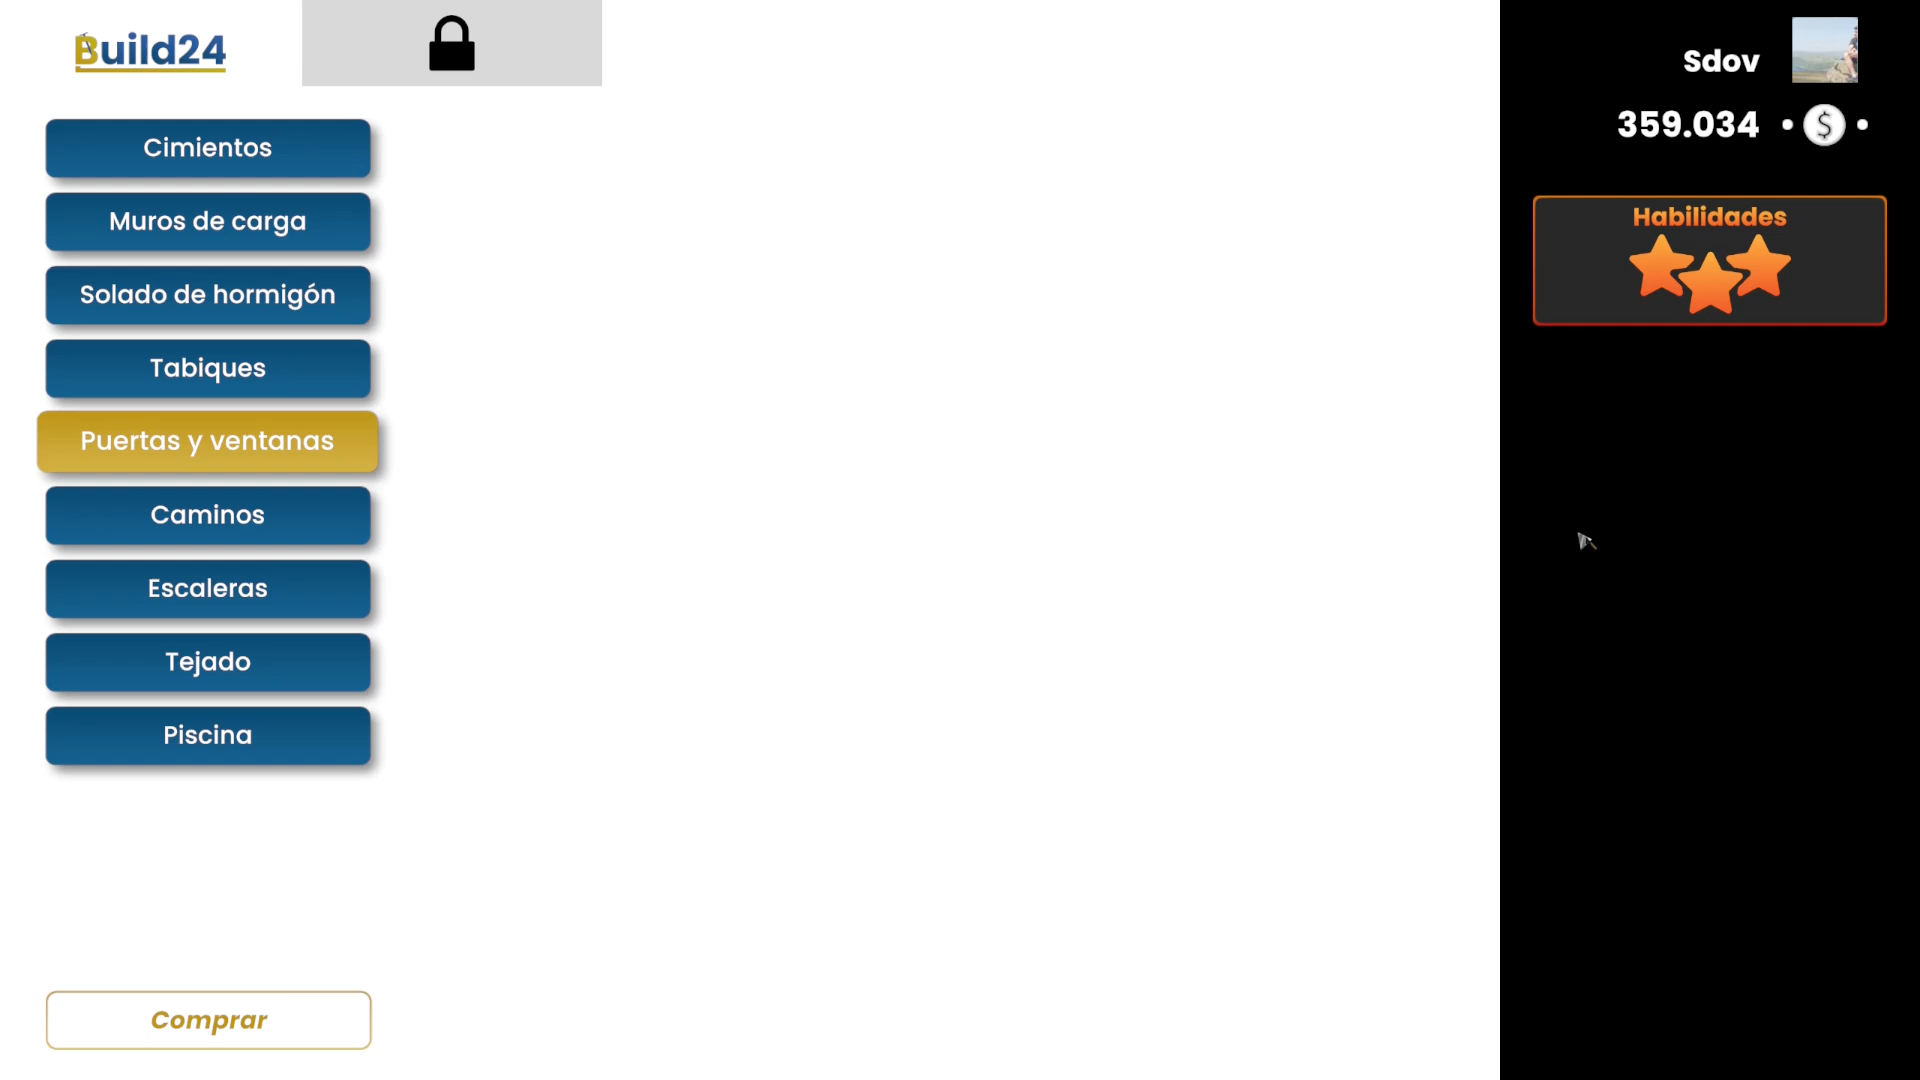 Build24
Sdov
359.034
$
Cimientos
Muros de carga
Habilidades
Solado de hormigón
Tabiques
Puertas y ventanas
Caminos
Escaleras
Tejado
Piscina
Comprar